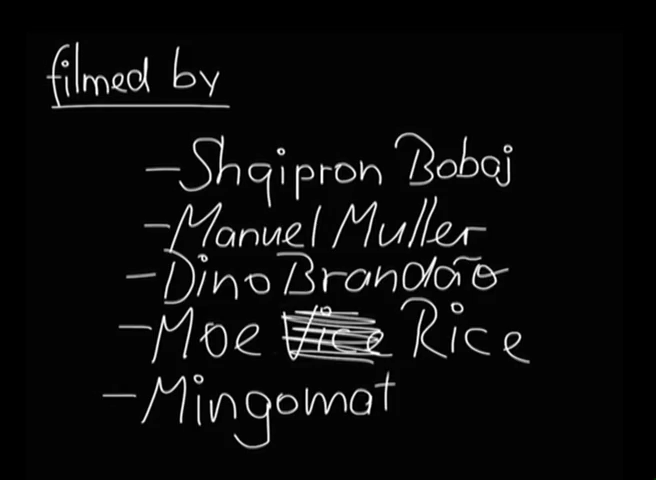 filmed by
- Shqipron Bobaj
- Manuel Muller
- Dino Brandão
- Moe Vice Rice
- Mingomat